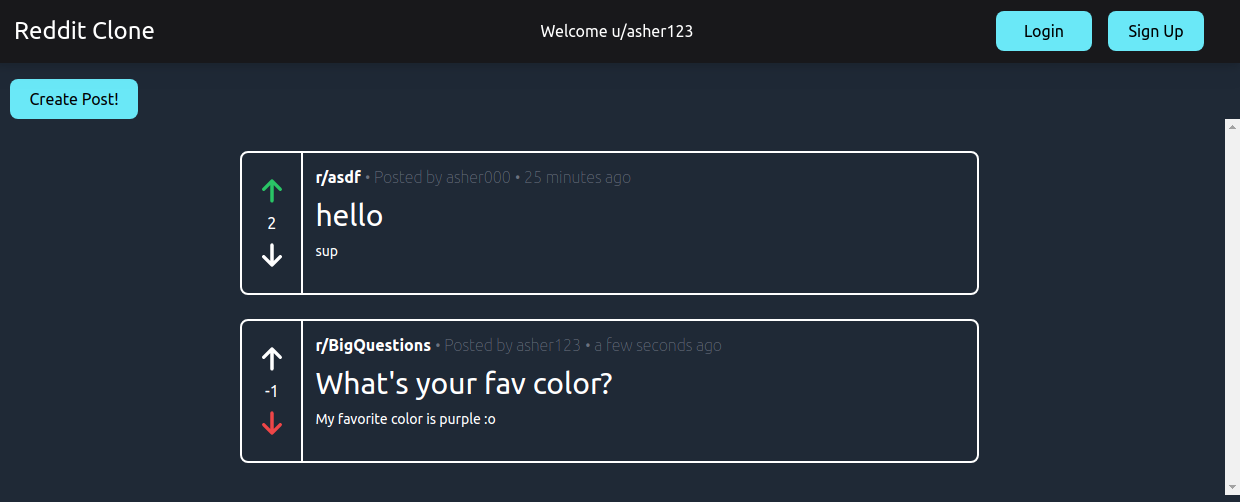 Reddit Clone
Welcome u/asher123
Login
Sign Up
Create Post!
r/asdf • Posted by asher000 • 25 minutes ago
2
hello
sup
r/BigQuestions • Posted by asher123 • a few seconds ago
-1
What's your fav color?
My favorite color is purple :o